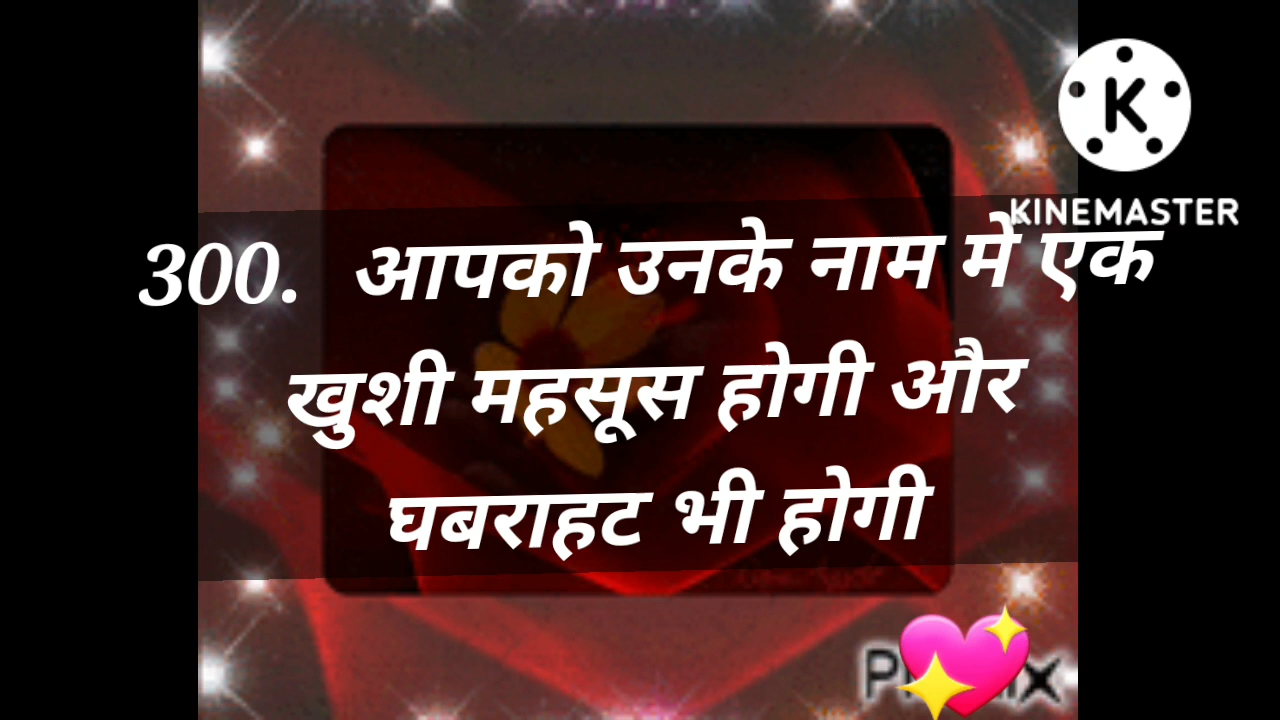 KINEMASTER
300. आपको उनके नाम मे एक
खुशी महसूस होगी और
घबराहट भी होगी